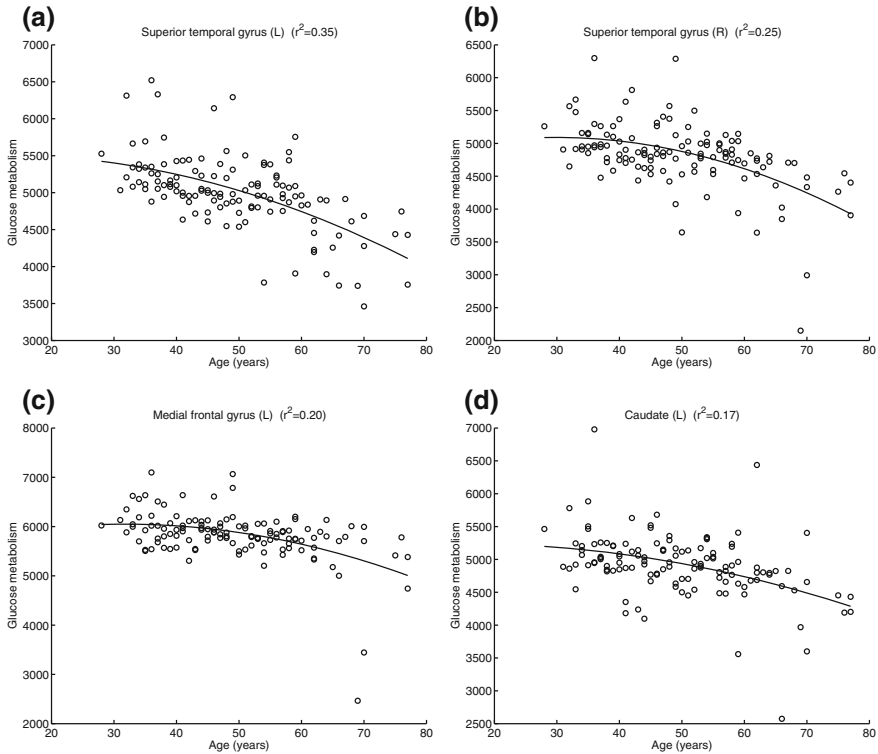 (a)
Superior temporal gyrus (L) (r²=0.35)
7000
6500
6000
5500
5000
4500
4000
3500
3000
Glucose metabolism
20 30 40 50 60 70 80
Age (years)
(b)
Superior temporal gyrus (R) (r²=0.25)
6500
6000
5500
5000
4500
4000
3500
3000
2500
2000
Glucose metabolism
20 30 40 50 60 70 80
Age (years)
(c)
Medial frontal gyrus (L) (r²=0.20)
8000
7000
6000
5000
4000
3000
2000
Glucose metabolism
20 30 40 50 60 70 80
Age (years)
(d)
Caudate (L) (r²=0.17)
7000
6500
6000
5500
5000
4500
4000
3500
3000
2500
Glucose metabolism
20 30 40 50 60 70 80
Age (years)